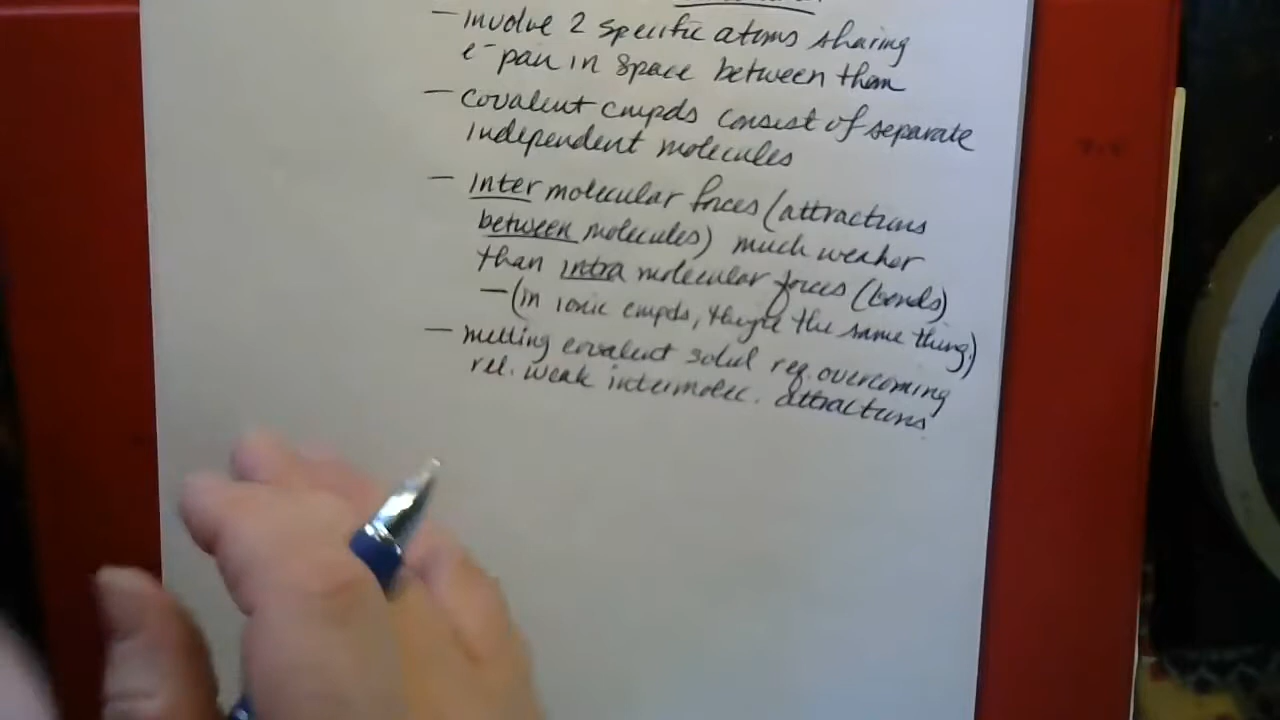 – involve 2 specific atoms sharing
e⁻ pair in space between them
– covalent cmpds consist of separate
independent molecules
– inter molecular forces (attractions
between molecules) much weaker
than intra molecular forces (bonds)
– (in ionic cmpds, they're the same thing)
– melting covalent solid req. overcoming
rel. weak intermolec. attractions